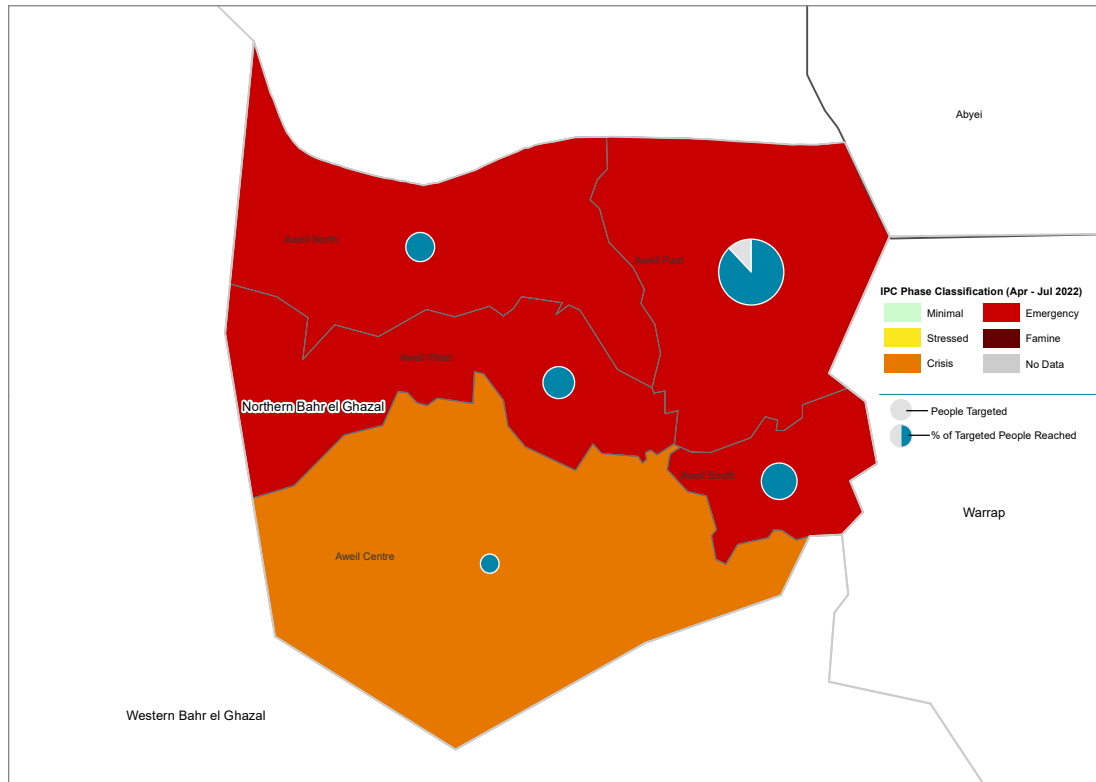 Abyei
Aweil North
Aweil East
IPC Phase Classification (Apr - Jul 2022)
Minimal
Emergency
Stressed
Famine
Crisis
No Data
Aweil West
Northern Bahr el Ghazal
People Targeted
% of Targeted People Reached
Aweil South
Warrap
Aweil Centre
Western Bahr el Ghazal